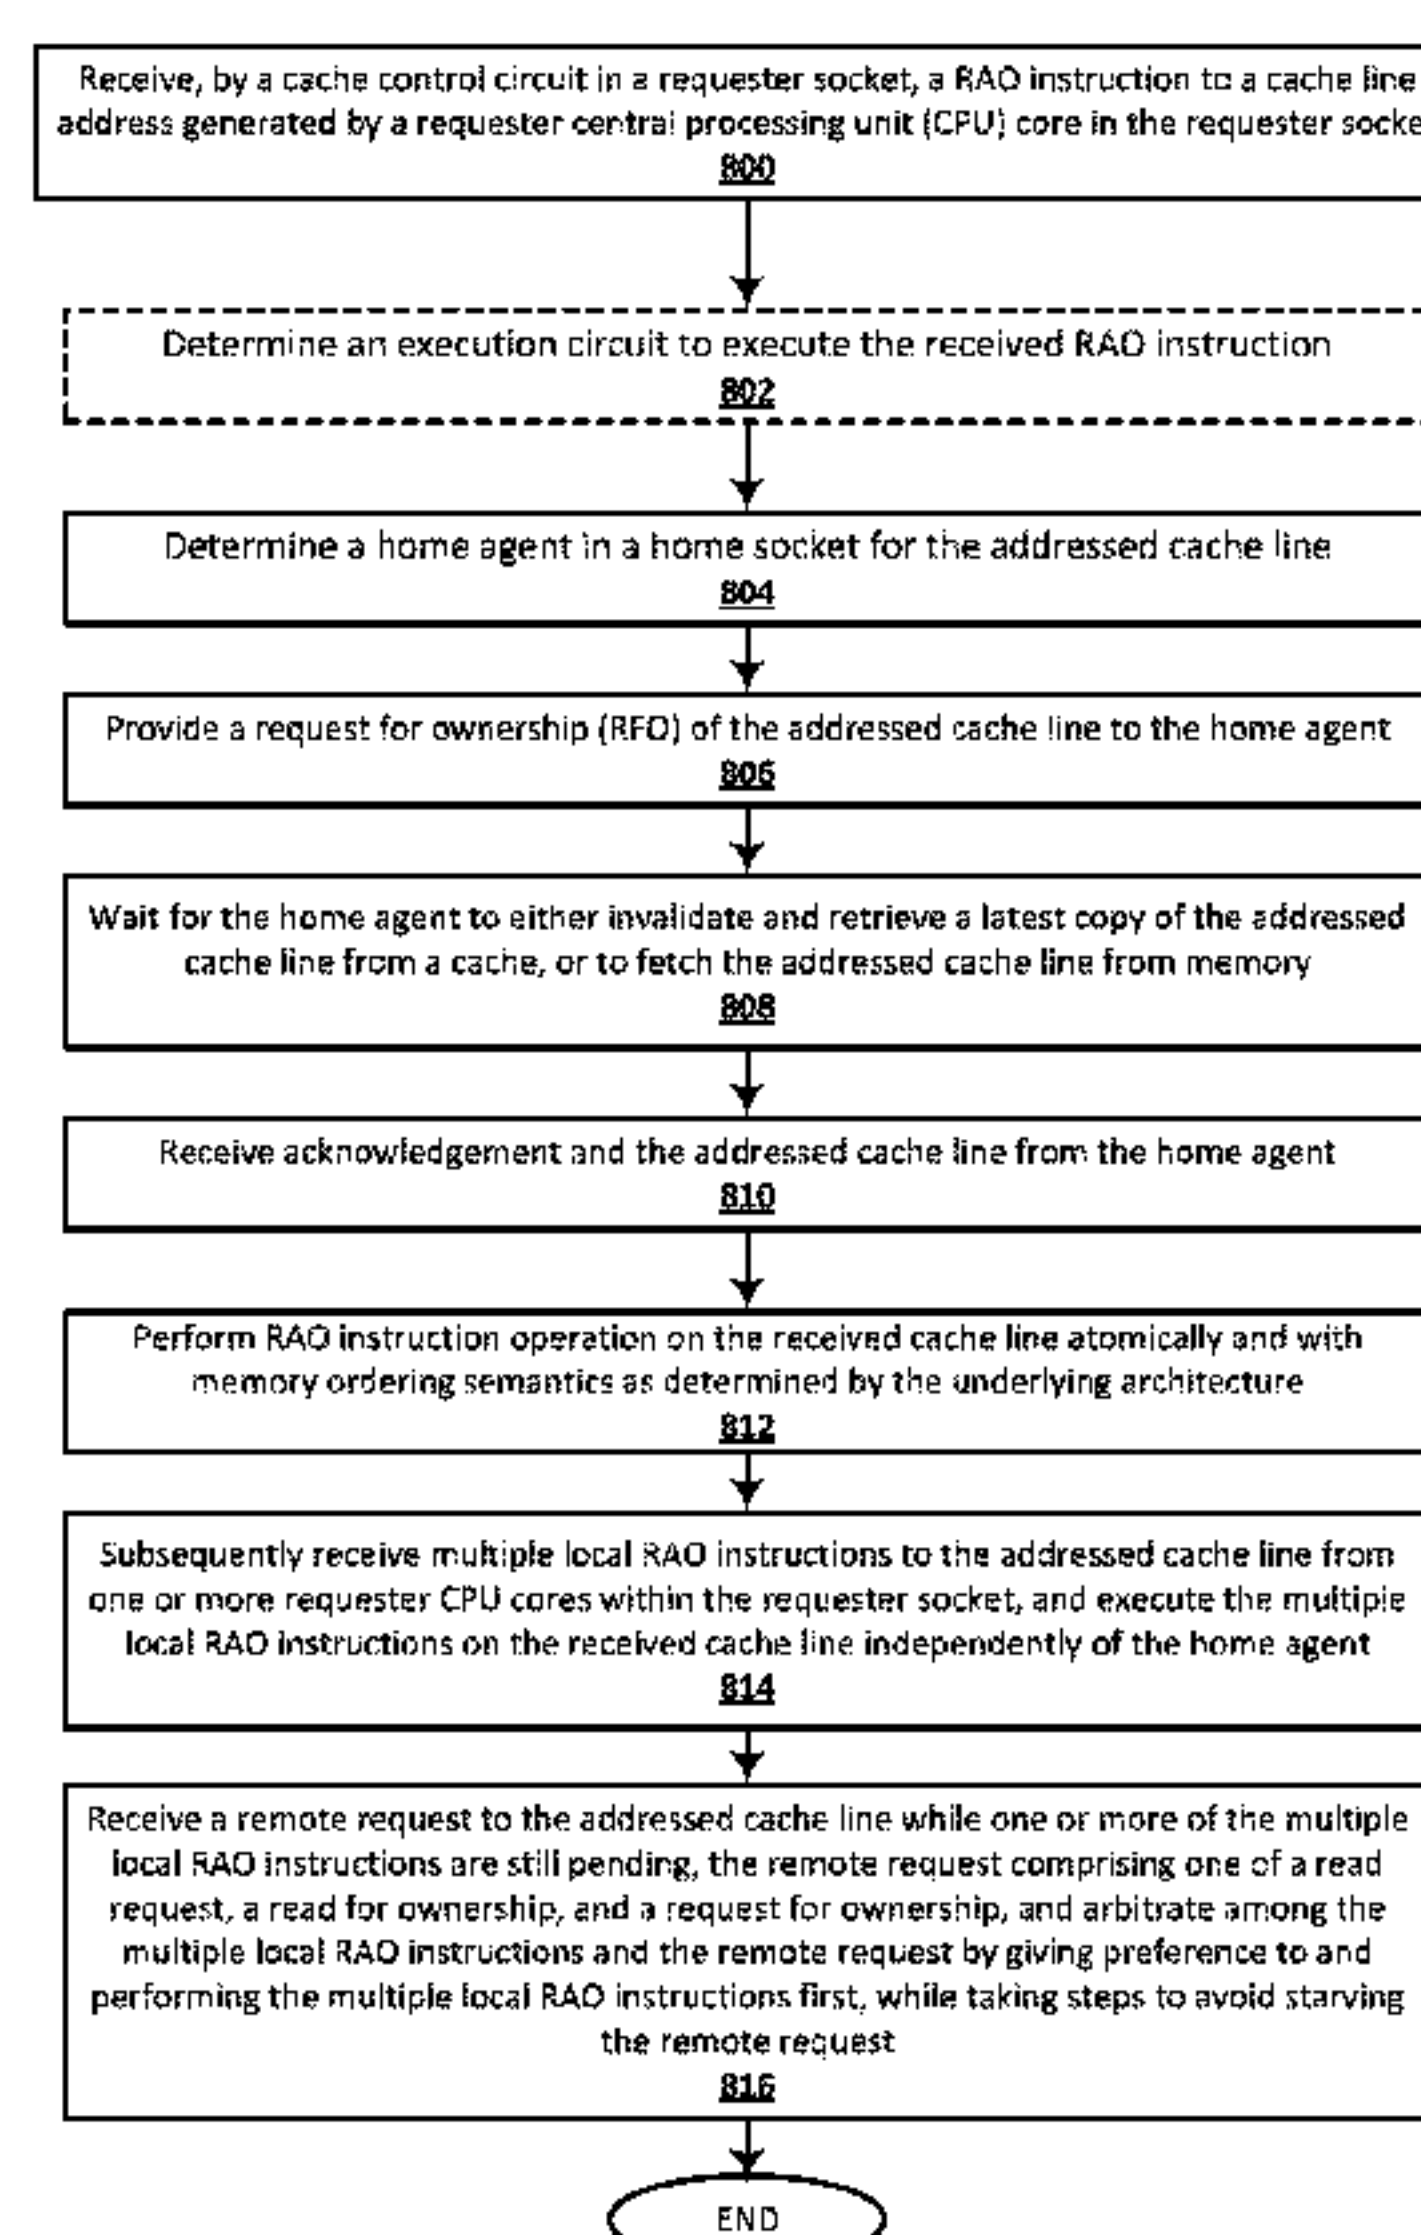 Receive, by a cache control circuit in a requester socket, a RAO instruction to a cache line
address generated by a requester central processing unit (CPU) core in the requester socke
800
Determine an execution circuit to execute the received RAO instruction
802
Determine a home agent in a home socket for the addressed cache line
804
Provide a request for ownership (RFO) of the addressed cache line to the home agent
806
Wait for the home agent to either invalidate and retrieve a latest copy of the addressed
cache line from a cache, or to fetch the addressed cache line from memory
808
Receive acknowledgement and the addressed cache line from the home agent
810
Perform RAO instruction operation on the received cache line atomically and with
memory ordering semantics as determined by the underlying architecture
812
Subsequently receive multiple local RAO instructions to the addressed cache line from
one or more requester CPU cores within the requester socket, and execute the multiple
local RAO instructions on the received cache line independently of the home agent
814
Receive a remote request to the addressed cache line while one or more of the multiple
local RAO instructions are still pending, the remote request comprising one of a read
request, a read for ownership, and a request for ownership, and arbitrate among the
multiple local RAO instructions and the remote request by giving preference to and
performing the multiple local RAO instructions first, while taking steps to avoid starving
the remote request
816
END